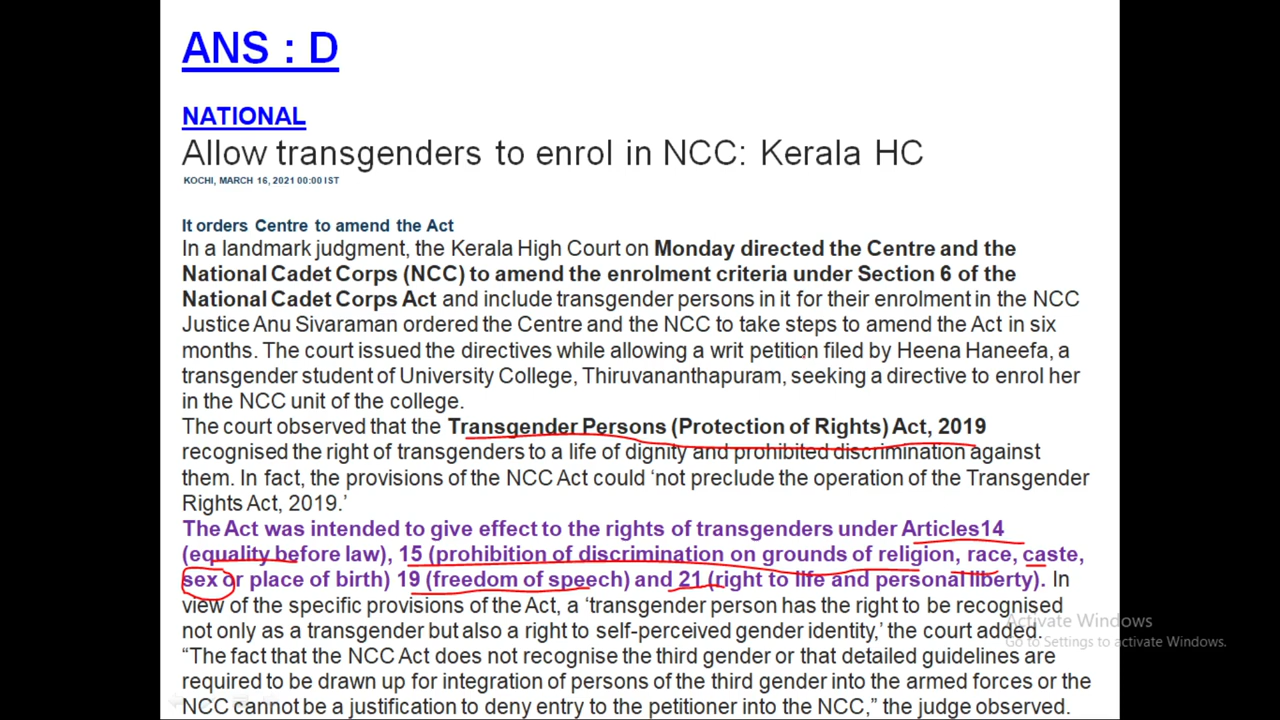 ANS : D
NATIONAL
Allow transgenders to enrol in NCC: Kerala HC
KOCHI, MARCH 16, 2021 00:00 IST
It orders Centre to amend the Act
In a landmark judgment, the Kerala High Court on Monday directed the Centre and the
National Cadet Corps (NCC) to amend the enrolment criteria under Section 6 of the
National Cadet Corps Act and include transgender persons in it for their enrolment in the NCC
Justice Anu Sivaraman ordered the Centre and the NCC to take steps to amend the Act in six
months. The court issued the directives while allowing a writ petition filed by Heena Haneefa, a
transgender student of University College, Thiruvananthapuram, seeking a directive to enrol her
in the NCC unit of the college.
The court observed that the Transgender Persons (Protection of Rights) Act, 2019
recognised the right of transgenders to a life of dignity and prohibited discrimination against
them. In fact, the provisions of the NCC Act could ‘not preclude the operation of the Transgender
Rights Act, 2019.’
The Act was intended to give effect to the rights of transgenders under Articles14
(equality before law), 15 (prohibition of discrimination on grounds of religion, race, caste,
sex or place of birth) 19 (freedom of speech) and 21 (right to life and personal liberty). In
view of the specific provisions of the Act, a ‘transgender person has the right to be recognised
not only as a transgender but also a right to self-perceived gender identity,’ the court added.
“The fact that the NCC Act does not recognise the third gender or that detailed guidelines are
required to be drawn up for integration of persons of the third gender into the armed forces or the
NCC cannot be a justification to deny entry to the petitioner into the NCC,” the judge observed.
Activate Windows
Go to Settings to activate Windows.